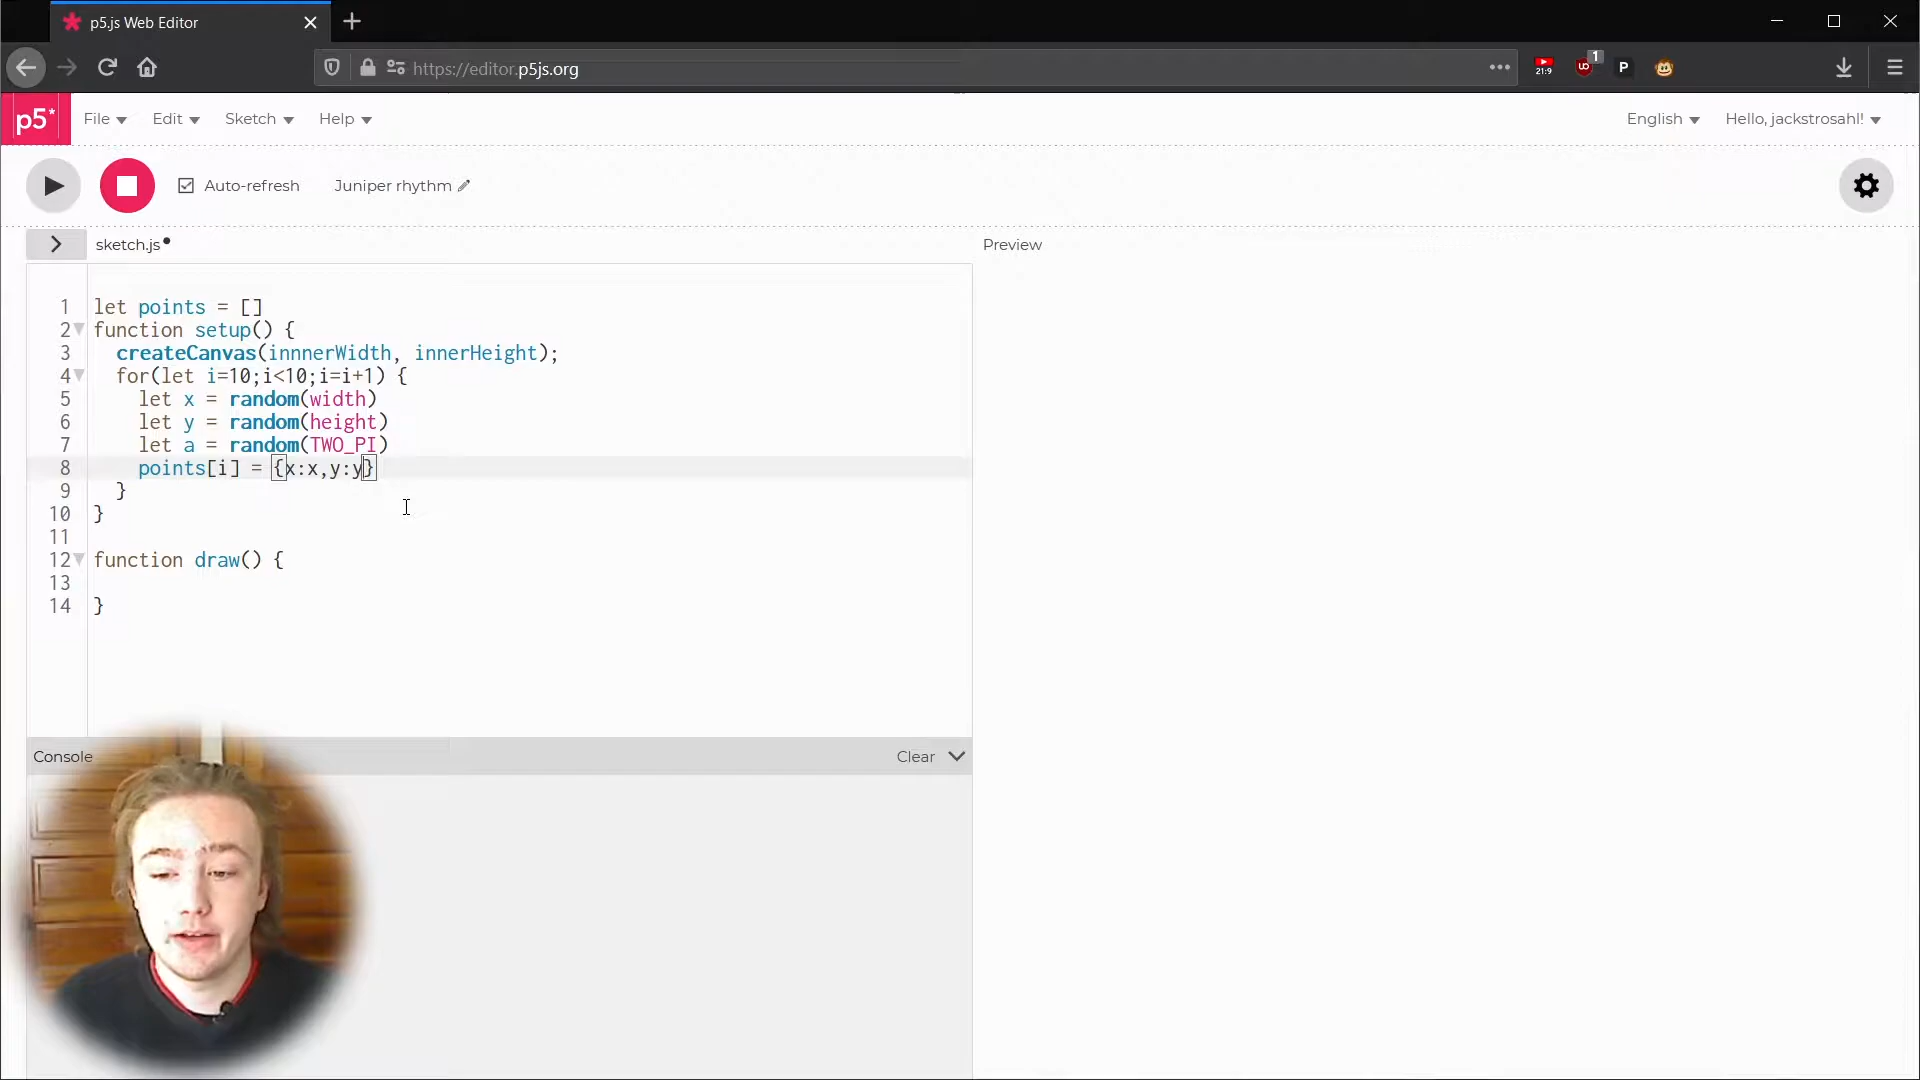 p5.js Web Editor
https://editor.p5js.org
21:9
1
P
p5*
File
Edit
Sketch
Help
English
Hello, jackstrosahl!
Auto-refresh
Juniper rhythm
sketch.js
Preview
1 let points = []
2 function setup() {
3 createCanvas(innnerWidth, innerHeight);
4 for(let i=10;i<10;i=i+1) {
5 let x = random(width)
6 let y = random(height)
7 let a = random(TWO_PI)
8 points[i] = {x:x,y:y}
9 }
10 }
11
12 function draw() {
13
14 }
Console
Clear